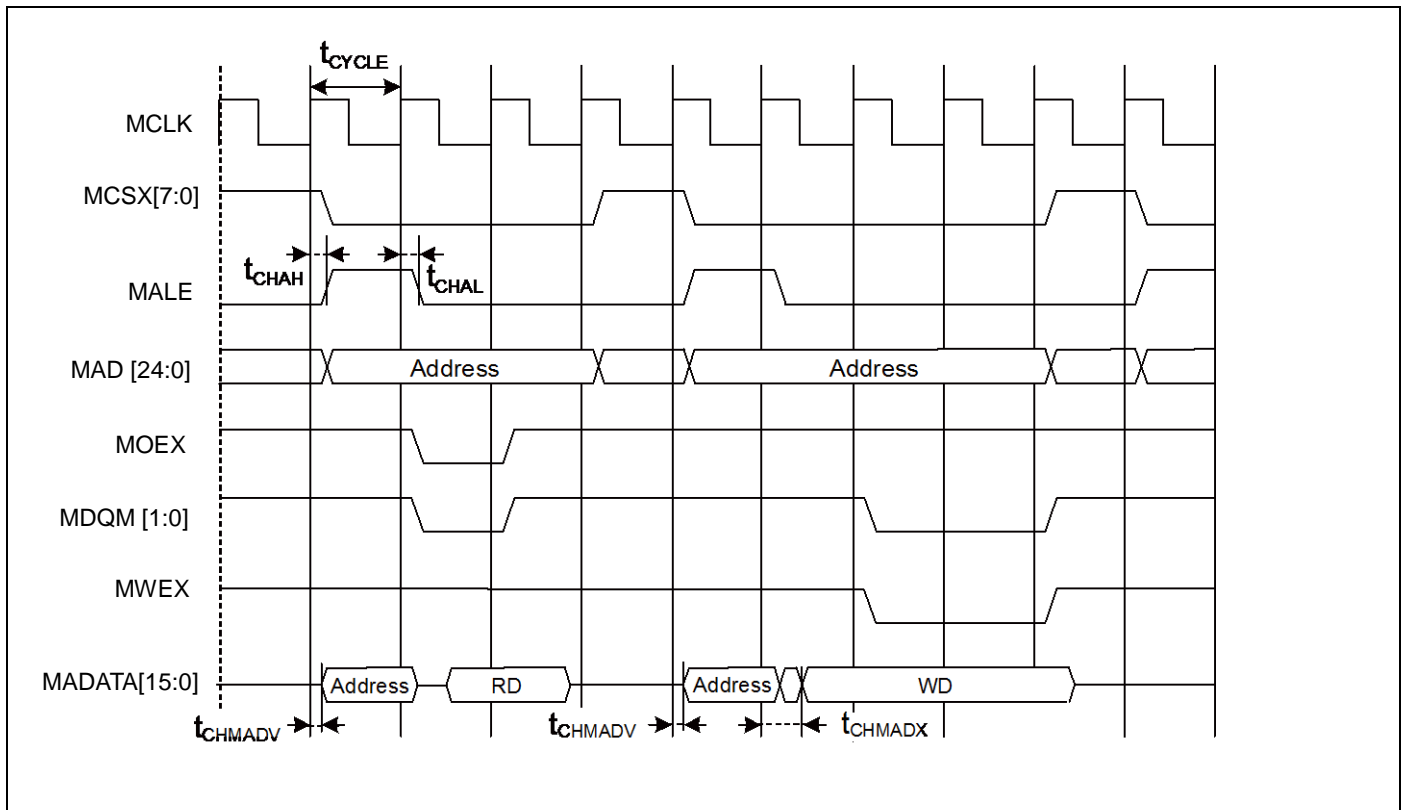 tCYCLE
MCLK
MCSX[7:0]
tCHAH
tCHAL
MALE
MAD [24:0]
Address
Address
MOEX
MDQM [1:0]
MWEX
MADATA[15:0]
Address
RD
Address
WD
tCHMADV
tCHMADV
tCHMADX